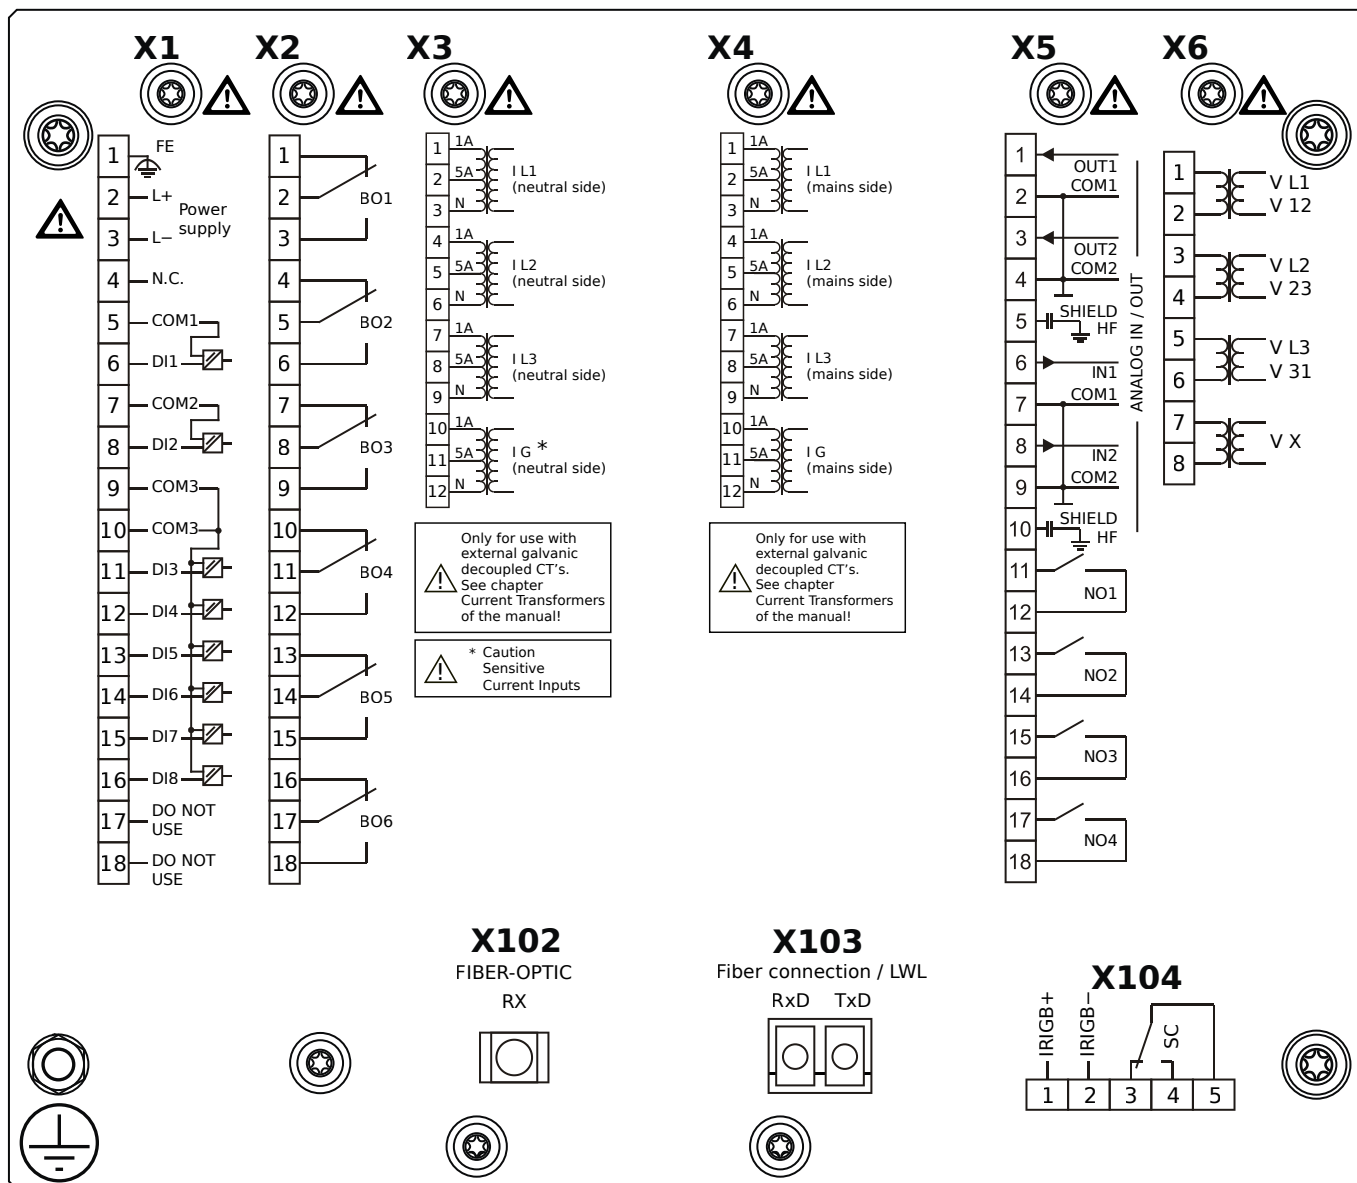 X1
X2
X3
X4
X5
X6
1
FE
2
L+
Power
supply
3
L−
4
N.C.
5
COM1
6
DI1
7
COM2
8
DI2
9
COM3
10
COM3
11
DI3
12
DI4
13
DI5
14
DI6
15
DI7
16
DI8
17
DO NOT
USE
18
DO NOT
USE
1
2
BO1
3
4
5
BO2
6
7
8
BO3
9
10
11
BO4
12
13
14
BO5
15
16
17
BO6
18
1
1A
2
5A
I L1
(neutral side)
3
N
4
1A
5
5A
I L2
(neutral side)
6
N
7
1A
8
5A
I L3
(neutral side)
9
N
10
1A
11
5A
I G *
(neutral side)
12
N
Only for use with
external galvanic
decoupled CT's.
See chapter
Current Transformers
of the manual!
* Caution
Sensitive
Current Inputs
1
1A
2
5A
I L1
(mains side)
3
N
4
1A
5
5A
I L2
(mains side)
6
N
7
1A
8
5A
I L3
(mains side)
9
N
10
1A
11
5A
I G
(mains side)
12
N
Only for use with
external galvanic
decoupled CT's.
See chapter
Current Transformers
of the manual!
1
OUT1
2
COM1
3
OUT2
4
COM2
5
SHIELD
HF
6
IN1
7
COM1
8
IN2
9
COM2
10
SHIELD
HF
ANALOG IN / OUT
11
NO1
12
13
NO2
14
15
NO3
16
17
NO4
18
1
V L1
2
V 12
3
V L2
4
V 23
5
V L3
6
V 31
7
V X
8
X102
FIBER-OPTIC
RX
X103
Fiber connection / LWL
RxD TxD
X104
IRIGB+
IRIGB−
SC
1 2 3 4 5